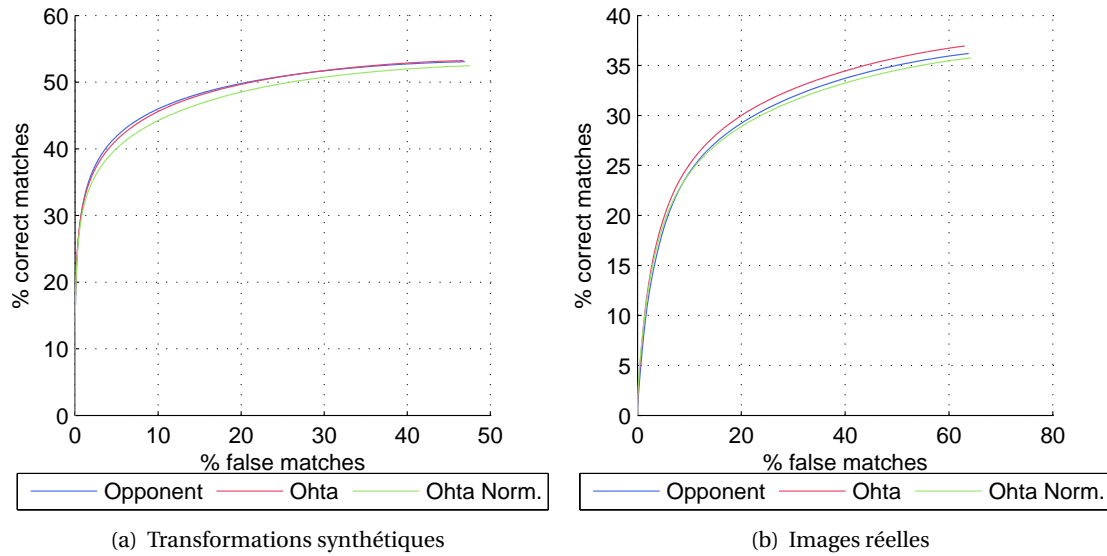 60
50
40
30
20
10
0
% correct matches
0 10 20 30 40 50
% false matches
Opponent Ohta Ohta Norm.
(a) Transformations synthétiques
40
35
30
25
20
15
10
5
0
% correct matches
0 20 40 60 80
% false matches
Opponent Ohta Ohta Norm.
(b) Images réelles